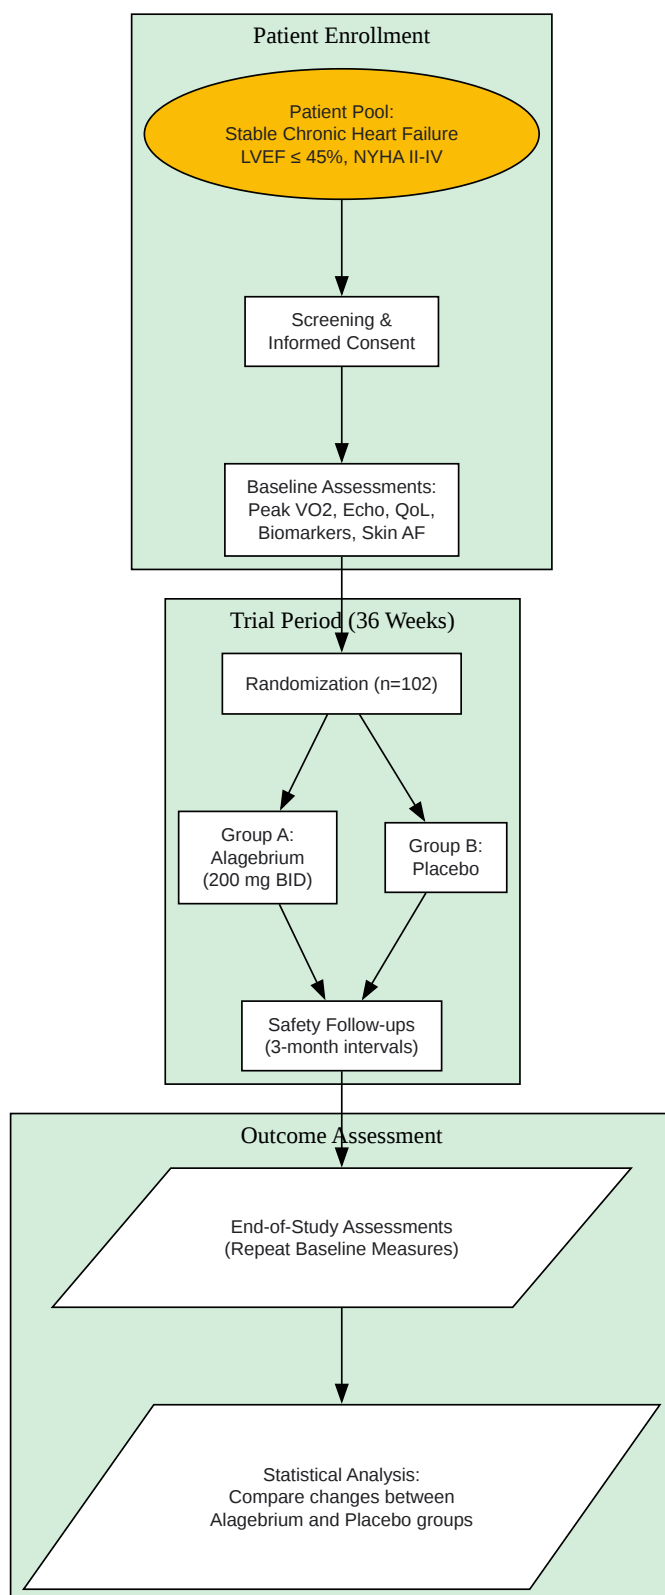 Patient Enrollment
Patient Pool:
Stable Chronic Heart Failure
LVEF ≤ 45%, NYHA II-IV
Screening &
Informed Consent
Baseline Assessments:
Peak VO2, Echo, QoL,
Biomarkers, Skin AF
Trial Period (36 Weeks)
Randomization (n=102)
Group A:
Alagebrium
(200 mg BID)
Group B:
Placebo
Safety Follow-ups
(3-month intervals)
Outcome Assessment
End-of-Study Assessments
(Repeat Baseline Measures)
Statistical Analysis:
Compare changes between
Alagebrium and Placebo groups